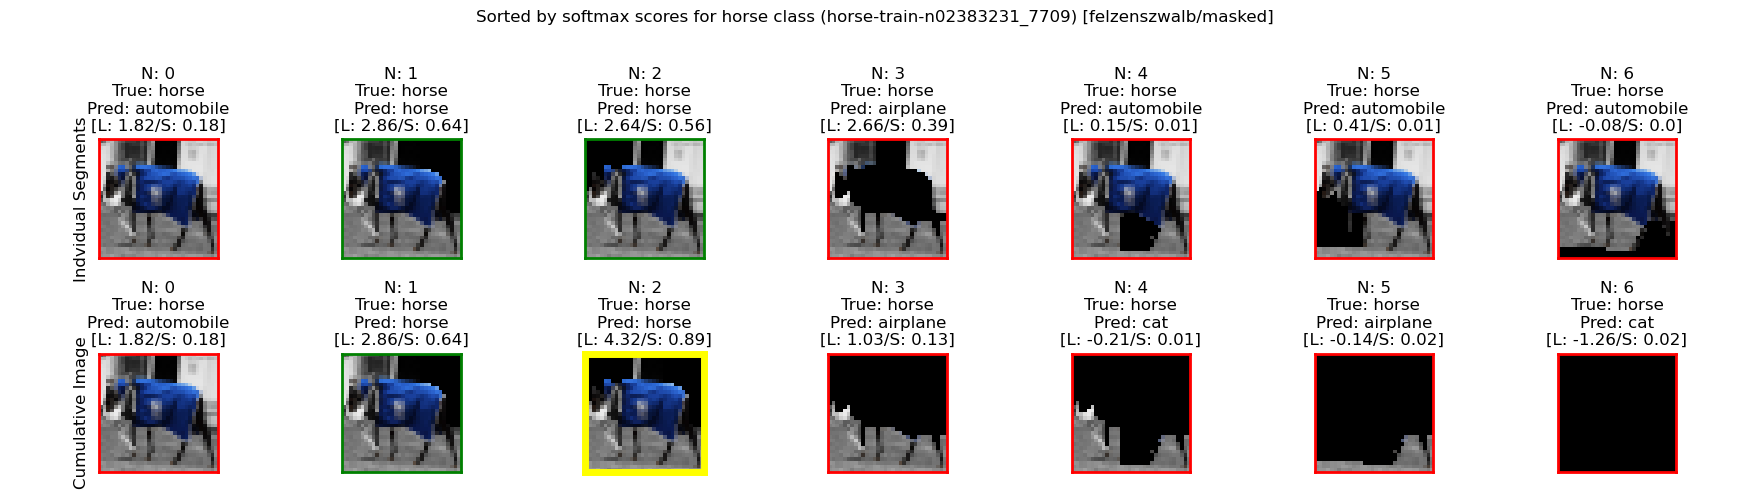 Sorted by softmax scores for horse class (horse-train-n02383231_7709) [felzenszwalb/masked]
Indvidual Segments
N: 0
True: horse
Pred: automobile
[L: 1.82/S: 0.18]
N: 1
True: horse
Pred: horse
[L: 2.86/S: 0.64]
N: 2
True: horse
Pred: horse
[L: 2.64/S: 0.56]
N: 3
True: horse
Pred: airplane
[L: 2.66/S: 0.39]
N: 4
True: horse
Pred: automobile
[L: 0.15/S: 0.01]
N: 5
True: horse
Pred: automobile
[L: 0.41/S: 0.01]
N: 6
True: horse
Pred: automobile
[L: -0.08/S: 0.0]
Cumulative Image
N: 0
True: horse
Pred: automobile
[L: 1.82/S: 0.18]
N: 1
True: horse
Pred: horse
[L: 2.86/S: 0.64]
N: 2
True: horse
Pred: horse
[L: 4.32/S: 0.89]
N: 3
True: horse
Pred: airplane
[L: 1.03/S: 0.13]
N: 4
True: horse
Pred: cat
[L: -0.21/S: 0.01]
N: 5
True: horse
Pred: airplane
[L: -0.14/S: 0.02]
N: 6
True: horse
Pred: cat
[L: -1.26/S: 0.02]